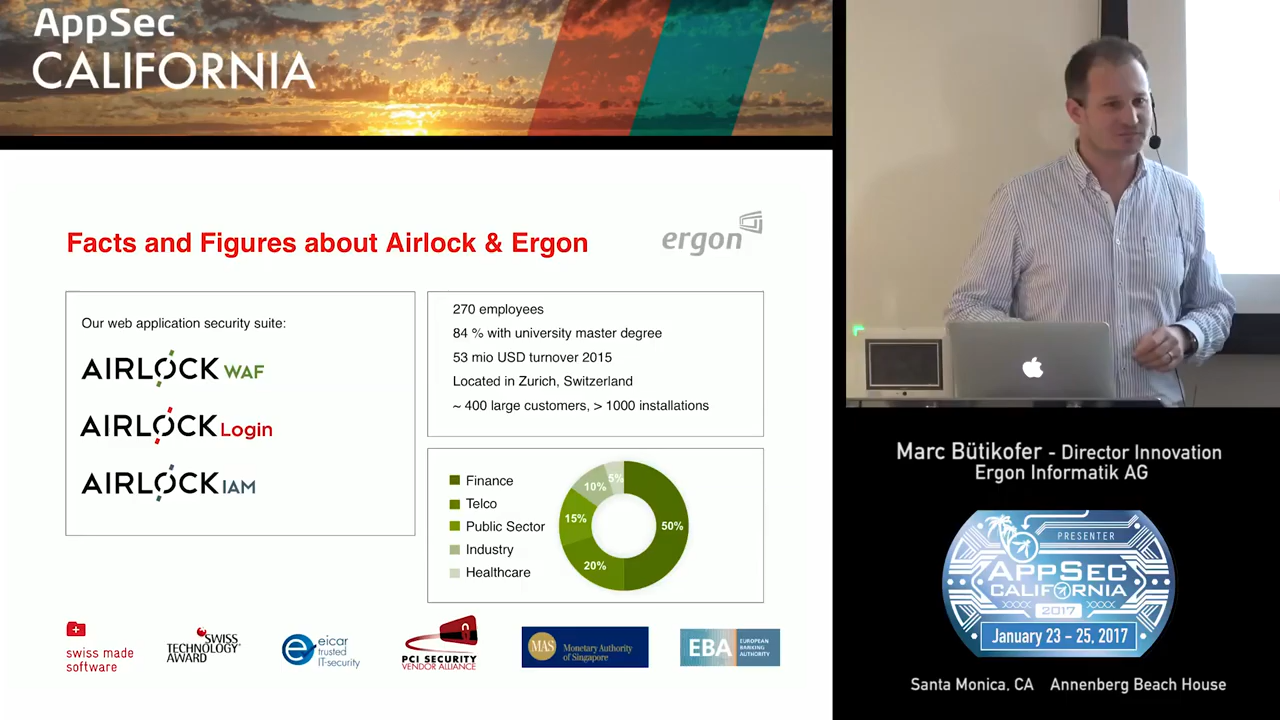 AppSec
CALIFORNIA
Facts and Figures about Airlock & Ergon
ergon
Our web application security suite:
AIRLOCK WAF
AIRLOCK Login
AIRLOCK IAM
270 employees
84 % with university master degree
53 mio USD turnover 2015
Located in Zurich, Switzerland
~ 400 large customers, > 1000 installations
Finance
Telco
Public Sector
Industry
Healthcare
5%
10%
15%
20%
50%
swiss made
software
SWISS
TECHNOLOGY
AWARD
e
eicar
trusted
IT-security
PCI SECURITY
VENDOR ALLIANCE
MAS
Monetary Authority
of Singapore
EBA
EUROPEAN
BANKING
AUTHORITY
Marc Bütikofer - Director Innovation
Ergon Informatik AG
PRESENTER
APPSEC
CALIFORNIA
2017
January 23 - 25, 2017
Santa Monica, CA Annenberg Beach House